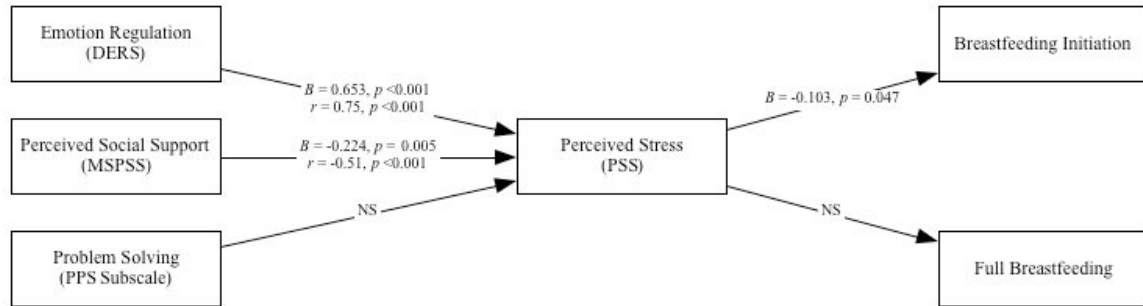 Emotion Regulation
(DERS)
Breastfeeding Initiation
B = 0.653, p <0.001
r = 0.75, p <0.001
B = -0.103, p = 0.047
Perceived Social Support
(MSPSS)
B = -0.224, p = 0.005
r = -0.51, p <0.001
Perceived Stress
(PSS)
NS
NS
Problem Solving
(PPS Subscale)
Full Breastfeeding